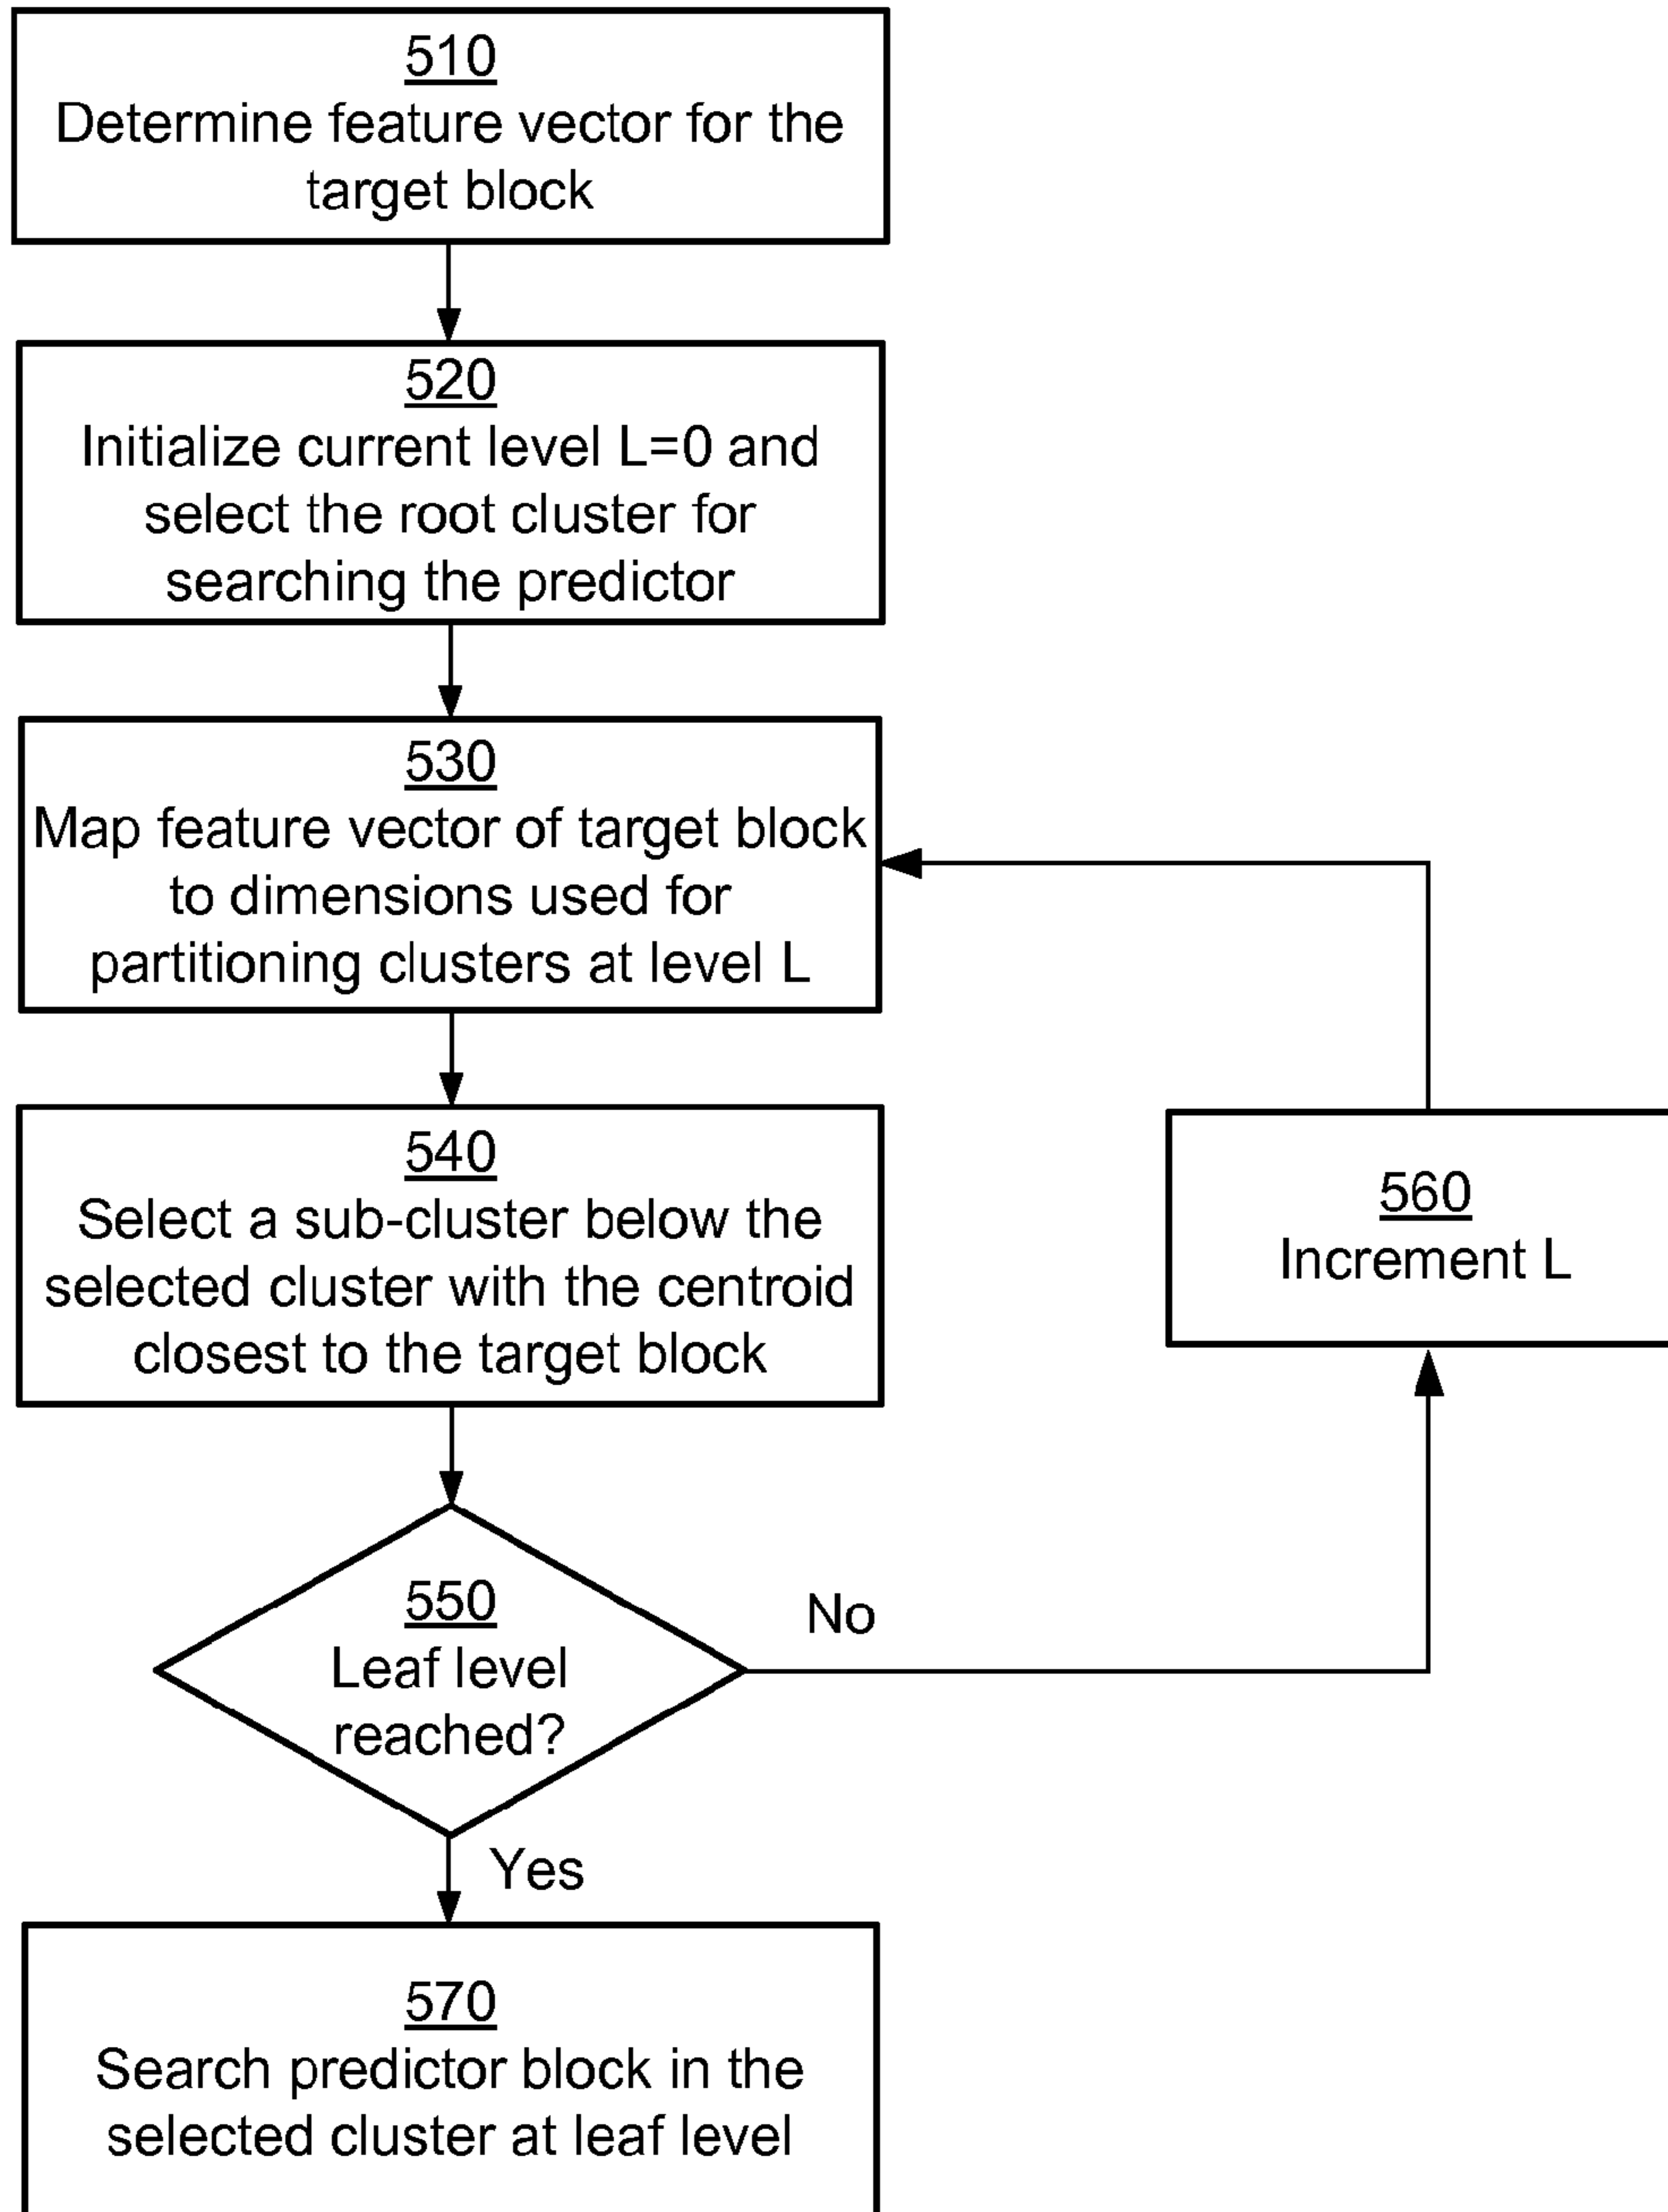 510
Determine feature vector for the
target block
520
Initialize current level L=0 and
select the root cluster for
searching the predictor
530
Map feature vector of target block
to dimensions used for
partitioning clusters at level L
540
Select a sub-cluster below the
selected cluster with the centroid
closest to the target block
560
Increment L
550
Leaf level
reached?
No
Yes
570
Search predictor block in the
selected cluster at leaf level